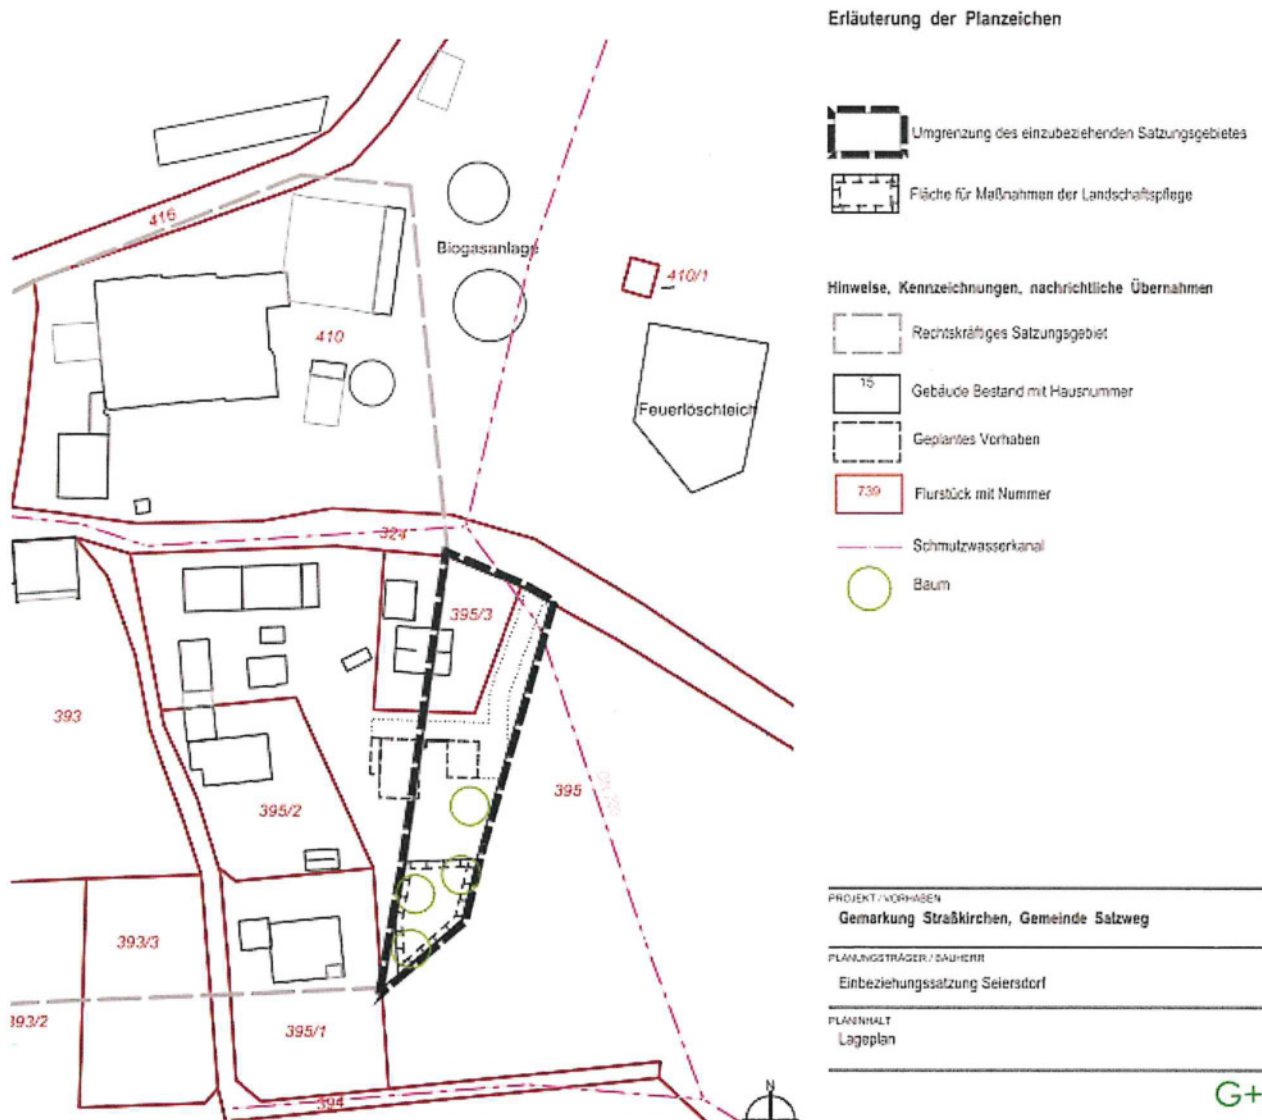 Erläuterung der Planzeichen
Umgrenzung des einzubeziehenden Satzungsgebietes
Fläche für Maßnahmen der Landschaftspflege
Hinweise, Kennzeichnungen, nachrichtliche Übernahmen
Rechtskräftiges Satzungsgebiet
15
Gebäude Bestand mit Hausnummer
Geplantes Vorhaben
739
Flurstück mit Nummer
Schmutzwasserkanal
Baum
416
Biogasanlage
410/1
410
Feuerlöschteich
324
395/3
393
395
395/2
393/3
393/2
395/1
394
N
PROJEKT / VORHABEN
Gemarkung Straßkirchen, Gemeinde Salzweg
PLANUNGSTRÄGER / BAUHERR
Einbeziehungssatzung Seiersdorf
PLANINHALT
Lageplan
G+